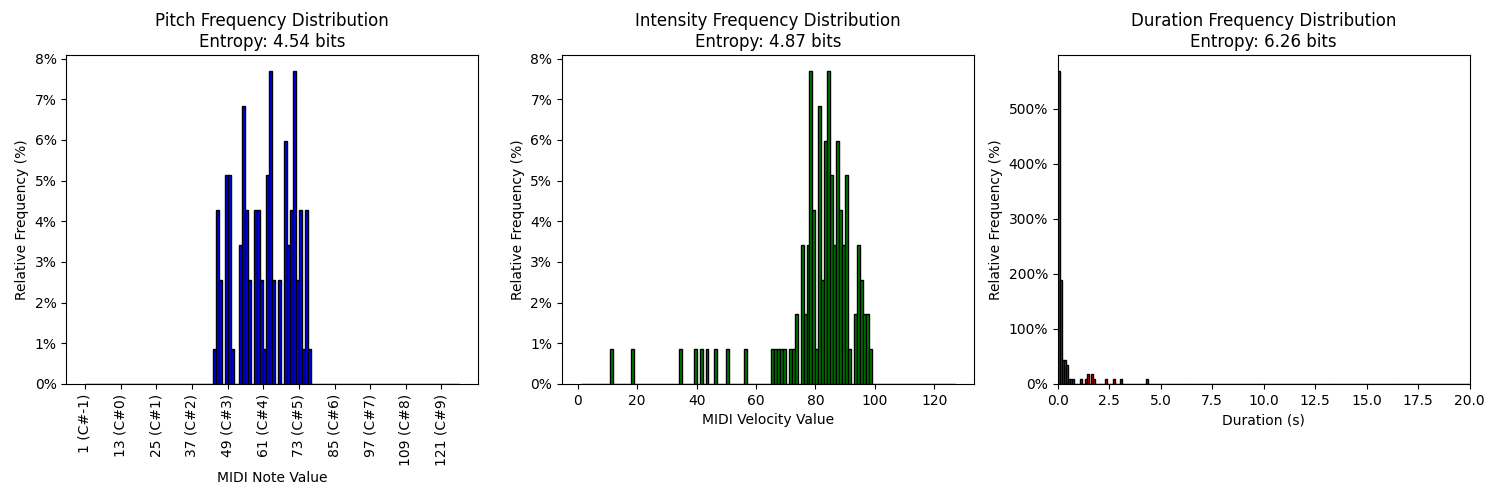 Pitch Frequency Distribution
Entropy: 4.54 bits
8%
7%
6%
5%
4%
3%
2%
1%
0%
Relative Frequency (%)
1 (C#-1)
13 (C#0)
25 (C#1)
37 (C#2)
49 (C#3)
61 (C#4)
73 (C#5)
85 (C#6)
97 (C#7)
109 (C#8)
121 (C#9)
MIDI Note Value
Intensity Frequency Distribution
Entropy: 4.87 bits
8%
7%
6%
5%
4%
3%
2%
1%
0%
Relative Frequency (%)
0
20
40
60
80
100
120
MIDI Velocity Value
Duration Frequency Distribution
Entropy: 6.26 bits
500%
400%
300%
200%
100%
0%
Relative Frequency (%)
0.0
2.5
5.0
7.5
10.0
12.5
15.0
17.5
20.0
Duration (s)